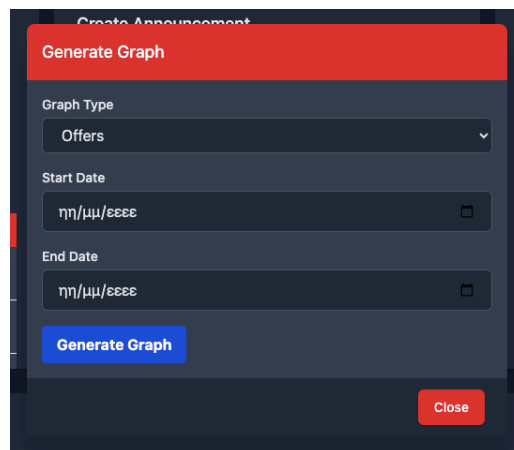 Create Announcement
Generate Graph
Graph Type
Offers
Start Date
ηη/μμ/εεεε
End Date
ηη/μμ/εεεε
Generate Graph
Close